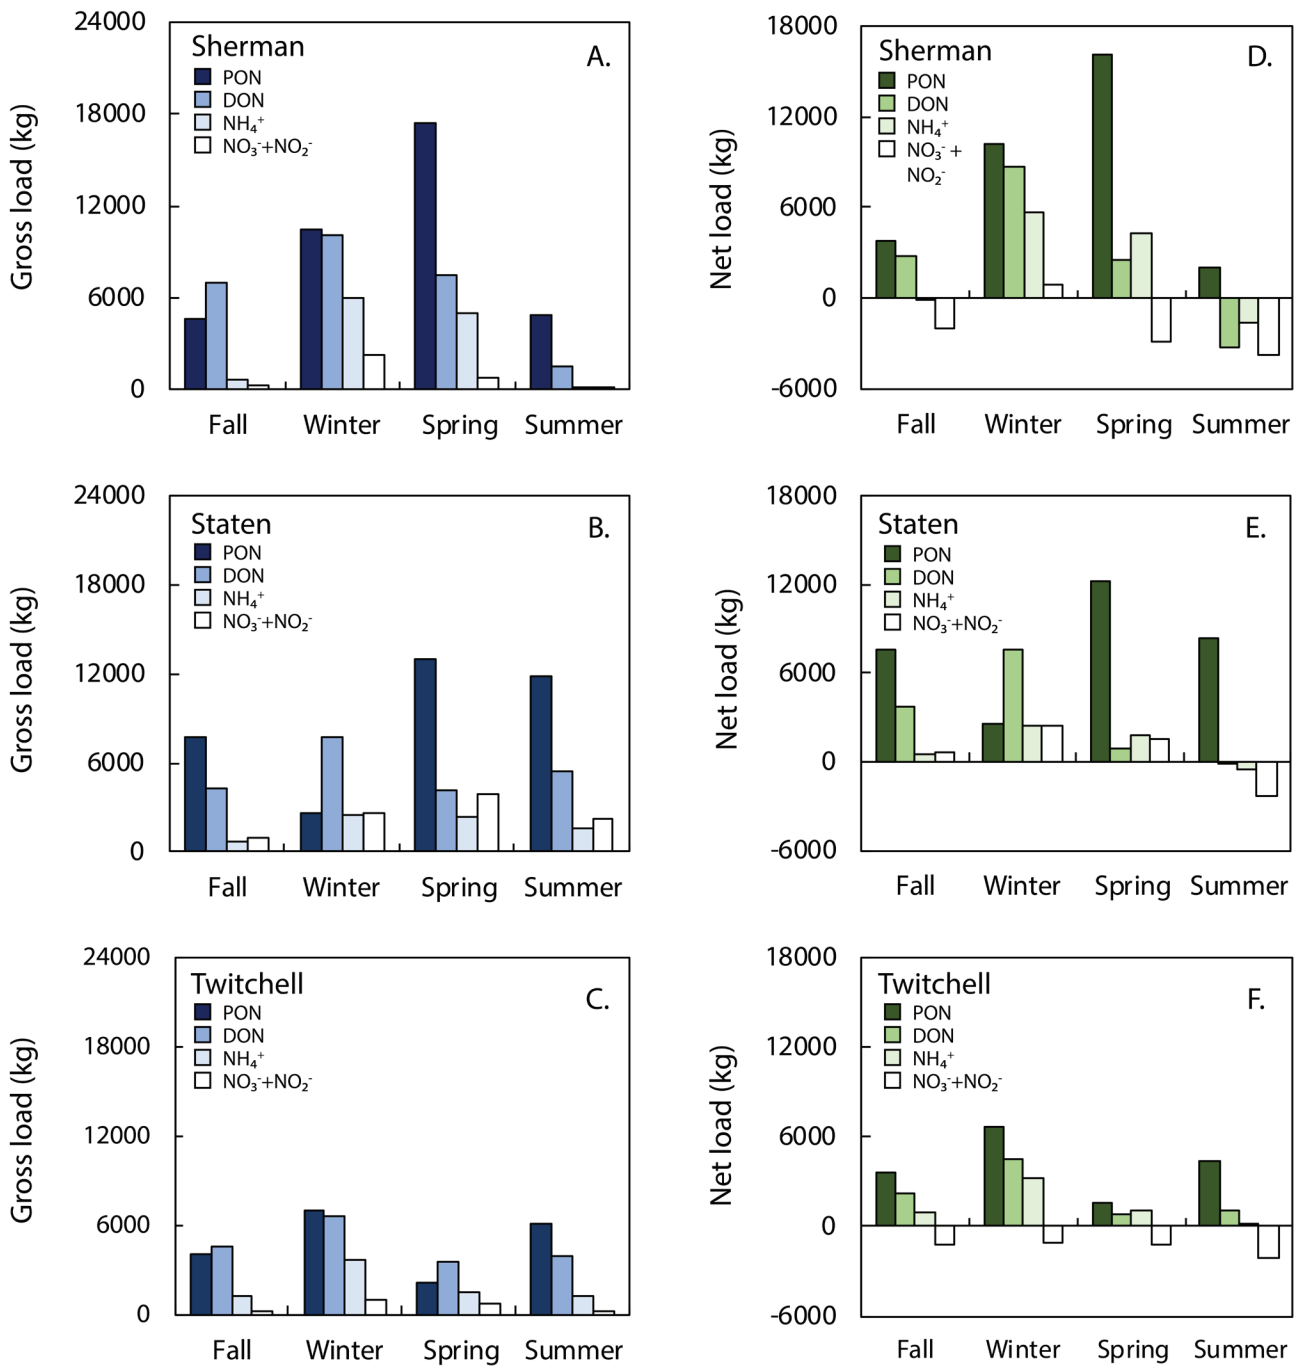 24000
18000
12000
6000
0
Gross load (kg)
Sherman
A.
PON
DON
NH₄⁺
NO₃⁻+NO₂⁻
Fall Winter Spring Summer
18000
12000
6000
0
-6000
Net load (kg)
Sherman
D.
PON
DON
NH₄⁺
NO₃⁻ +
NO₂⁻
Fall Winter Spring Summer
24000
18000
12000
6000
0
Gross load (kg)
Staten
B.
PON
DON
NH₄⁺
NO₃⁻+NO₂⁻
Fall Winter Spring Summer
18000
12000
6000
0
-6000
Net load (kg)
Staten
E.
PON
DON
NH₄⁺
NO₃⁻+NO₂⁻
Fall Winter Spring Summer
24000
18000
12000
6000
0
Gross load (kg)
Twitchell
C.
PON
DON
NH₄⁺
NO₃⁻+NO₂⁻
Fall Winter Spring Summer
18000
12000
6000
0
-6000
Net load (kg)
Twitchell
F.
PON
DON
NH₄⁺
NO₃⁻+NO₂⁻
Fall Winter Spring Summer